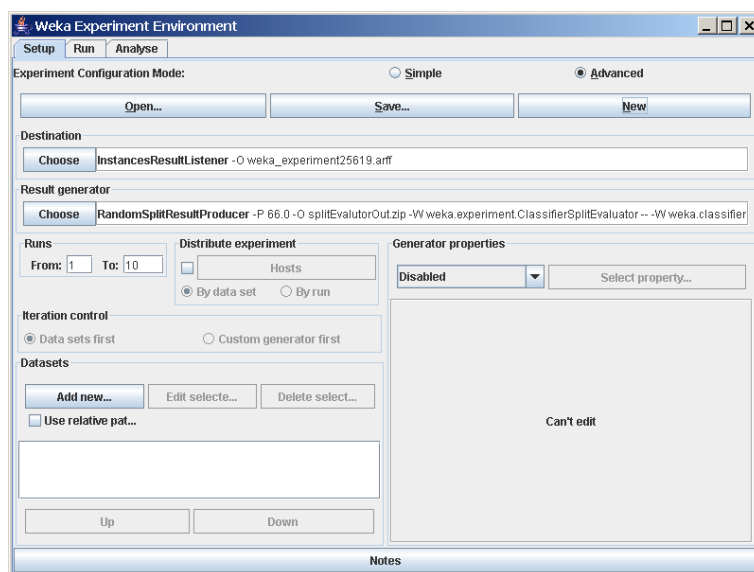 Weka Experiment Environment
Setup Run Analyse
Experiment Configuration Mode: Simple Advanced
Open... Save... New
Destination
Choose InstancesResultListener -O weka_experiment25619.arff
Result generator
Choose RandomSplitResultProducer -P 66.0 -O splitEvalutorOut.zip -W weka.experiment.ClassifierSplitEvaluator -- -W weka.classifier
Runs Distribute experiment Generator properties
From: 1 To: 10 Hosts Disabled Select property...
By data set By run
Iteration control
Data sets first Custom generator first
Datasets
Add new... Edit selecte... Delete select...
Use relative pat... Can't edit
Up Down
Notes